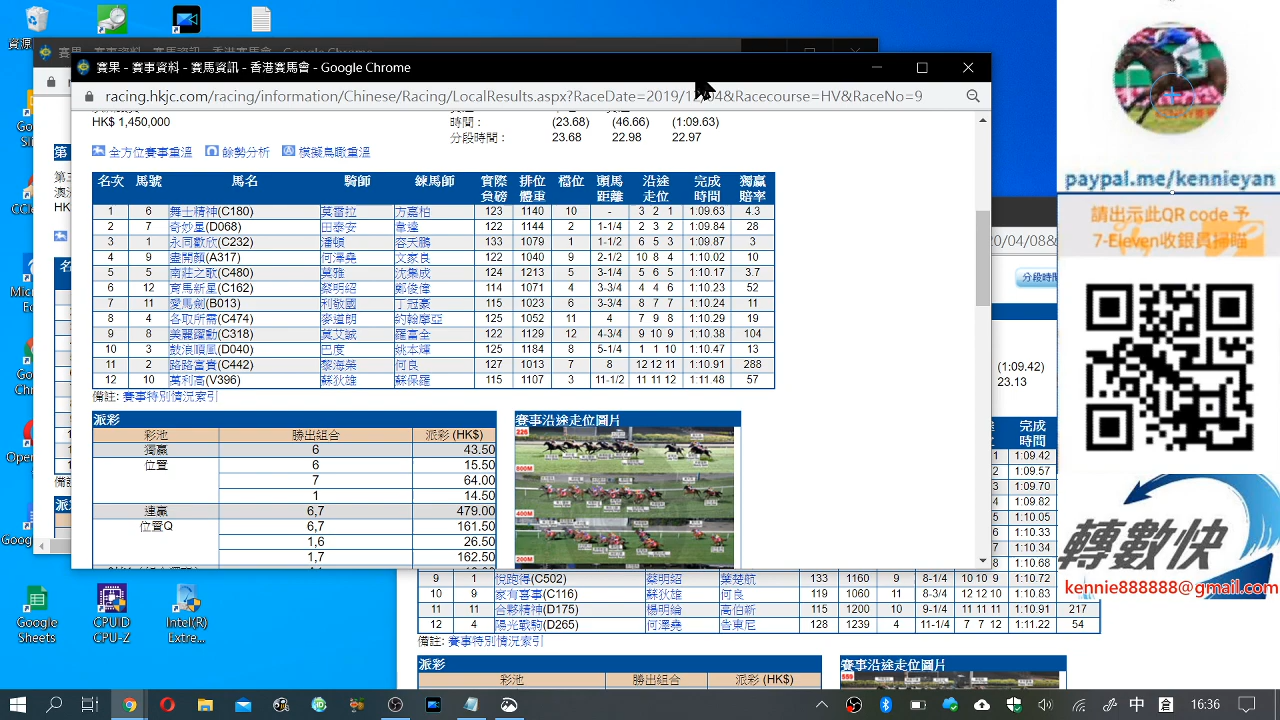 賽果 - 賽事資料 - 賽馬資訊 - 香港賽馬會 - Google Chrome
racing.hkjc.com/racing/information/Chinese/Racing/LocalResults.aspx?RaceDate=2019/12/04&Racecourse=HV&RaceNo=9
HK$ 1,450,000
時間 : (23.68) (46.66) (1:09.63)
分段時間 : 23.68 22.98 22.97
全方位賽事重溫 餘勢分析 模擬鳥瞰重溫
名次 馬號 馬名 騎師 練馬師 實際負磅 排位體重 檔位 頭馬距離 沿途走位 完成時間 獨贏賠率
1 6 舞士精神(C180) 莫雷拉 方嘉柏 123 1140 10 - 3 2 1 1:09.63 4.3
2 7 奇妙星(D068) 田泰安 韋達 122 1144 2 1-1/4 2 3 2 1:09.84 28
3 1 永同歡欣(C232) 潘頓 容天鵬 133 1079 1 1-1/2 6 5 3 1:09.87 3
4 9 盡開顏(A317) 何澤堯 文家良 122 1040 9 2-1/2 10 8 4 1:10.02 10
5 5 南莊之歌(C480) 莫雅 沈集成 124 1213 5 3-1/4 5 6 5 1:10.17 3.7
6 12 育馬新星(C162) 蔡明紹 鄭俊偉 114 1071 4 3-3/4 4 4 6 1:10.23 52
7 11 愛馬劍(B013) 利敬國 丁冠豪 115 1023 6 3-3/4 8 7 7 1:10.24 11
8 4 各取所需(C474) 麥道朗 約翰摩亞 125 1052 11 4 7 9 8 1:10.29 19
9 8 美麗躍動(C318) 莫艾誠 羅富全 122 1129 12 4-3/4 9 10 9 1:10.38 104
10 3 鼓浪順風(D040) 巴度 姚本輝 125 1184 8 5-1/4 1 1 10 1:10.47 13
11 2 路路富貴(C442) 黎海榮 何良 127 1013 7 8 12 12 11 1:10.91 288
12 10 萬利高(V396) 蘇狄雄 蘇保羅 115 1107 3 11-1/2 11 11 12 1:11.48 57
備註: 賽事特別情況索引
派彩
彩池 勝出組合 派彩 (HK$)
獨贏 6 43.50
位置 6 15.50
7 64.00
1 14.50
連贏 6,7 479.00
位置Q 6,7 161.50
1,6 26.50
1,7 162.50
賽事沿途走位圖片
800M
400M
200M
paypal.me/kennieyan
請出示此QR code 予
7-Eleven收銀員掃瞄
轉數快
kennie888888@gmail.com
20/04/08&
分段時間
(1:09.42)
23.13
完成時間
1 1:09.42
1:09.57
1:09.70
1:09.82
1:10.05
1:10.33
1:10.34
1:10.68
9 1 悅跑得(C502) 蔡明紹 葉楚航 133 1160 9 8-1/4 10 10 9 1:10.72
10 9 家有喜事(C116) 蘇狄雄 何良 119 1060 11 8-3/4 12 12 10 1:10.83
11 11 合夥精神(D175) 楊明綸 高伯新 115 1200 10 9-1/4 11 11 11 1:10.91 217
12 4 陽光戰駒(D265) 何澤堯 告東尼 128 1239 4 11-1/4 7 7 12 1:11.22 54
備註: 賽事特別情況索引
派彩
彩池 勝出組合 派彩 (HK$)
賽事沿途走位圖片
Google Sheets
CPUID CPU-Z
Intel(R) Extre...
中
16:36